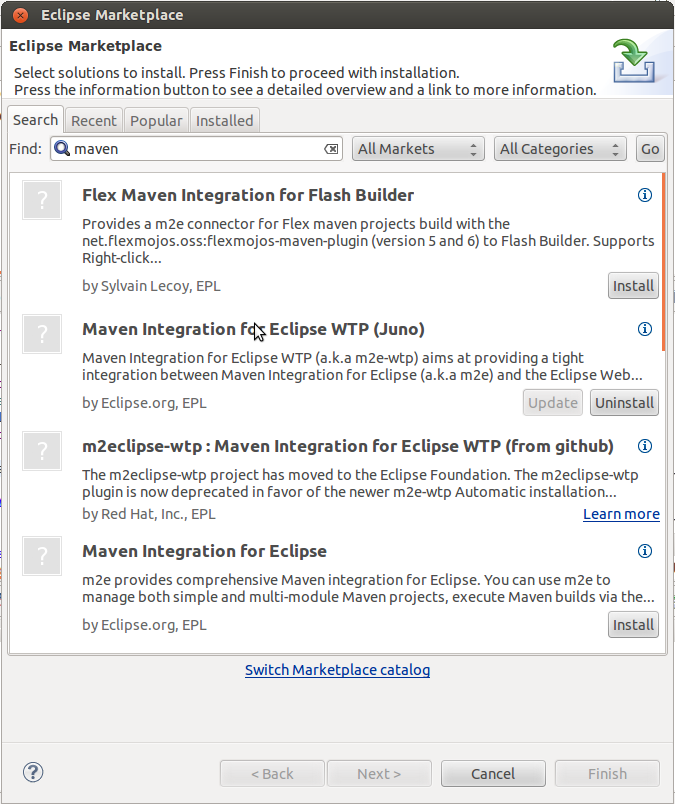 Eclipse Marketplace
Eclipse Marketplace
Select solutions to install. Press Finish to proceed with installation.
Press the information button to see a detailed overview and a link to more information.
Search Recent Popular Installed
Find: maven All Markets All Categories Go
? Flex Maven Integration for Flash Builder i
Provides a m2e connector for Flex maven projects build with the
net.flexmojos.oss:flexmojos-maven-plugin (version 5 and 6) to Flash Builder. Supports
Right-click...
by Sylvain Lecoy, EPL Install
? Maven Integration for Eclipse WTP (Juno) i
Maven Integration for Eclipse WTP (a.k.a m2e-wtp) aims at providing a tight
integration between Maven Integration for Eclipse (a.k.a m2e) and the Eclipse Web...
by Eclipse.org, EPL Update Uninstall
? m2eclipse-wtp : Maven Integration for Eclipse WTP (from github) i
The m2eclipse-wtp project has moved to the Eclipse Foundation. The m2eclipse-wtp
plugin is now deprecated in favor of the newer m2e-wtp Automatic installation...
by Red Hat, Inc., EPL Learn more
? Maven Integration for Eclipse i
m2e provides comprehensive Maven integration for Eclipse. You can use m2e to
manage both simple and multi-module Maven projects, execute Maven builds via the...
by Eclipse.org, EPL Install
Switch Marketplace catalog
? < Back Next > Cancel Finish